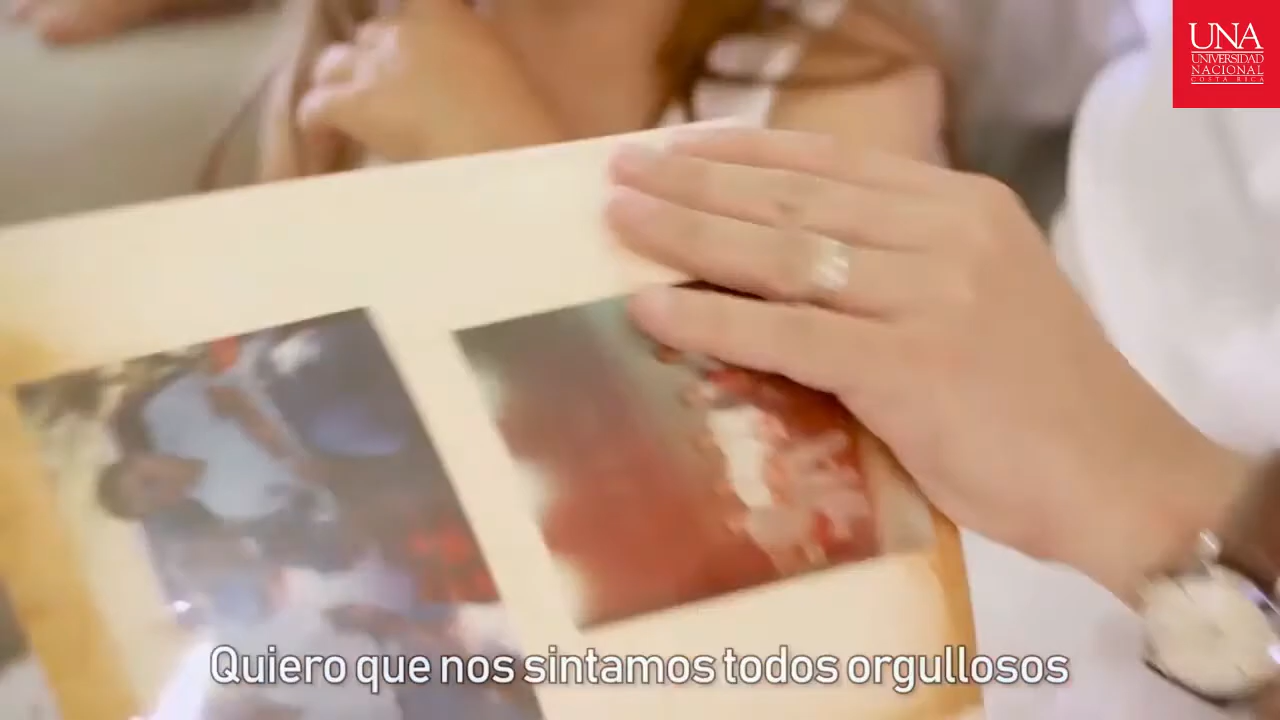 UNA
UNIVERSIDAD
NACIONAL
COSTA RICA
Quiero que nos sintamos todos orgullosos